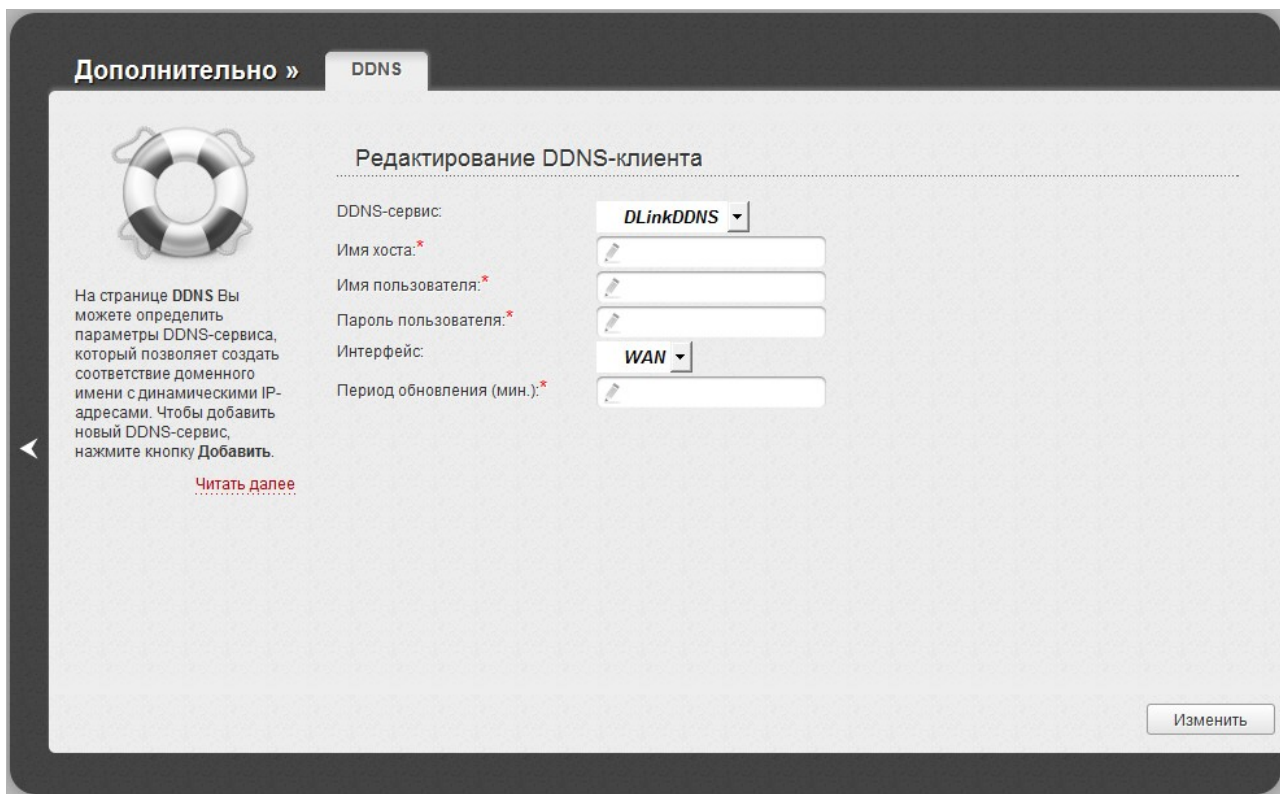 Дополнительно »
DDNS
На странице DDNS Вы
можете определить
параметры DDNS-сервиса,
который позволяет создать
соответствие доменного
имени с динамическими IP-
адресами. Чтобы добавить
новый DDNS-сервис,
нажмите кнопку Добавить.
Читать далее
Редактирование DDNS-клиента
DDNS-сервис: DLinkDDNS
Имя хоста:*
Имя пользователя:*
Пароль пользователя:*
Интерфейс: WAN
Период обновления (мин.):*
Изменить